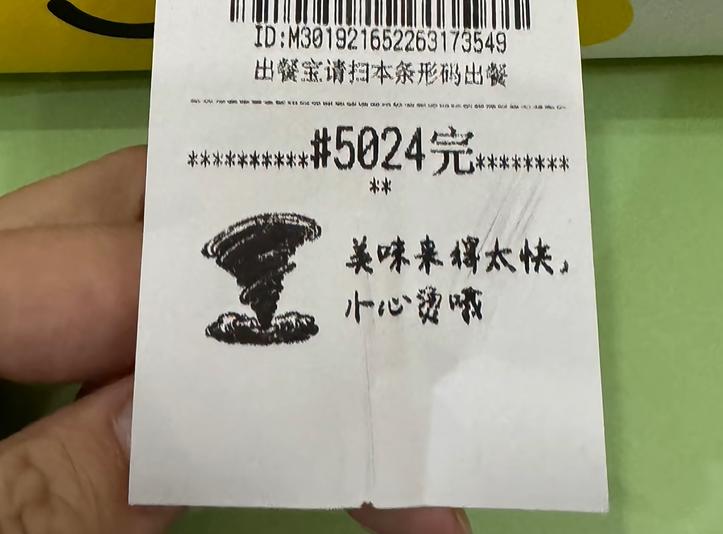 ID:M3019216522263173549
出餐宝请扫本条形码出餐
**********#5024完********
**
美味来得太快，
小心烫哦